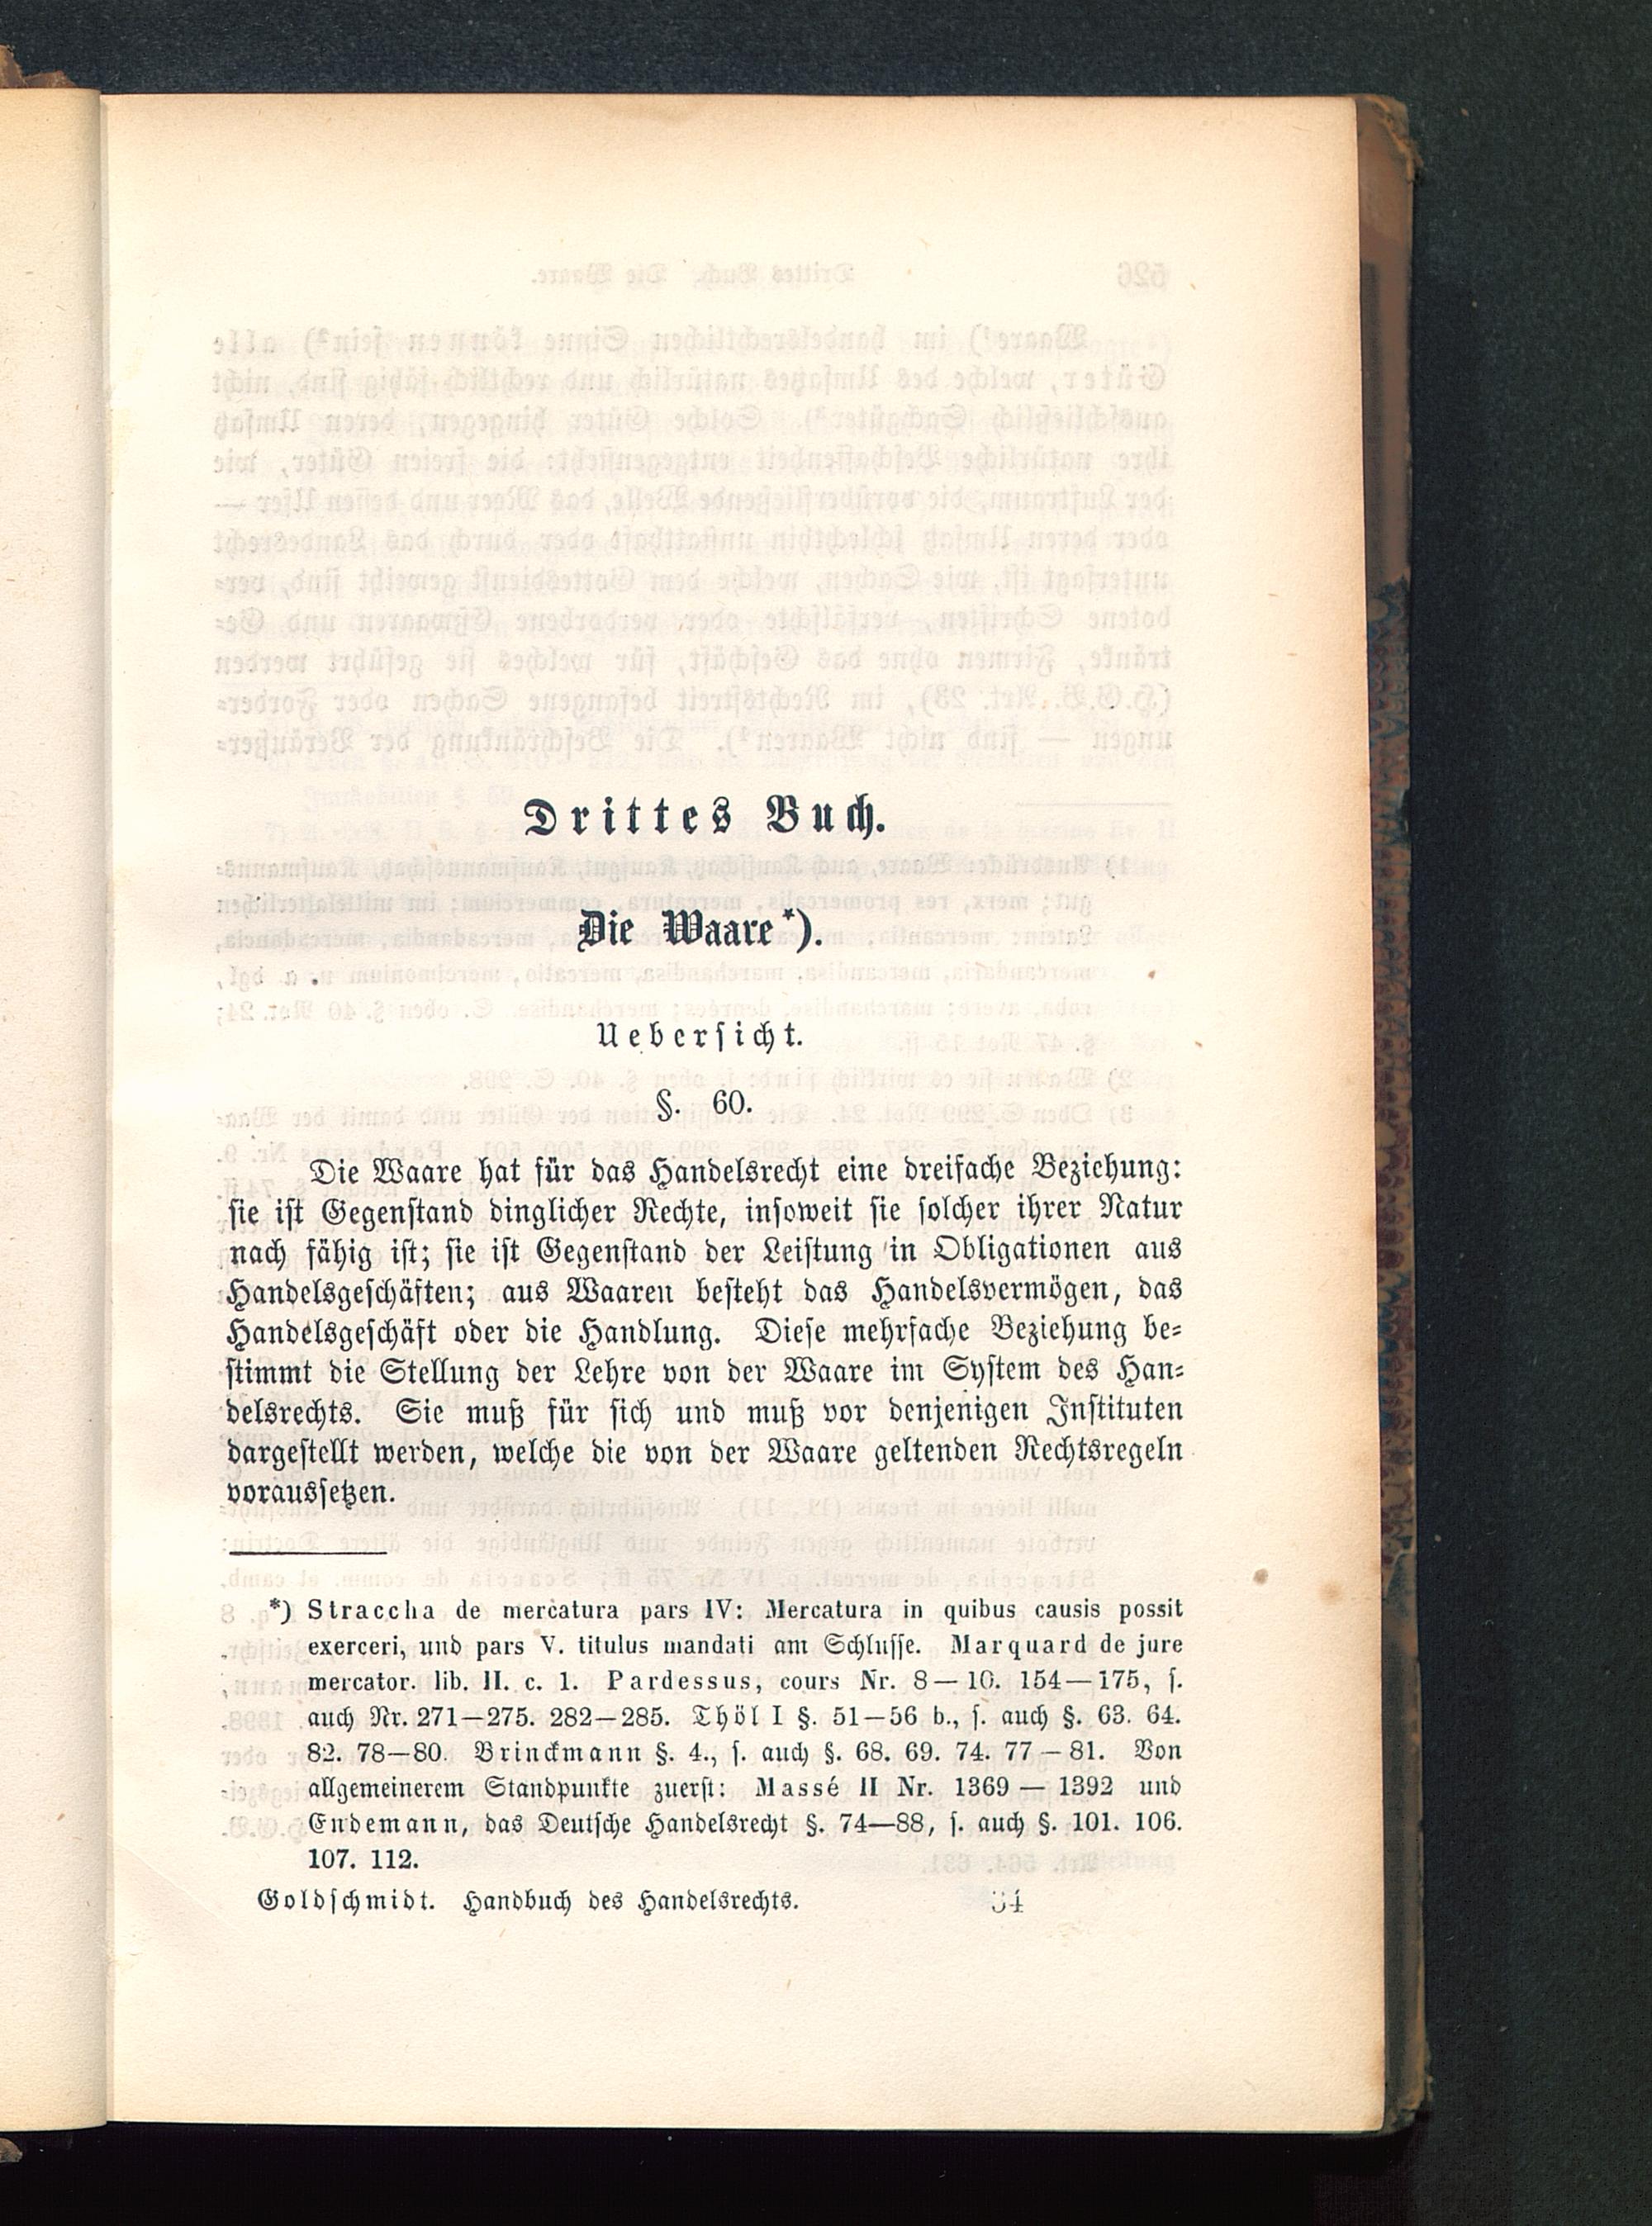 Drittes Buch.
Die Waare*).
Uebersicht.
§. 60.
Die Waare hat für das Handelsrecht eine dreifache Beziehung:
sie ist Gegenstand dinglicher Rechte, insoweit sie solcher ihrer Natur
nach fähig ist; sie ist Gegenstand der Leistung in Obligationen aus
Handelsgeschäften; aus Waaren besteht das Handelsvermögen, das
Handelsgeschäft oder die Handlung. Diese mehrfache Beziehung be-
stimmt die Stellung der Lehre von der Waare im System des Han-
delsrechts. Sie muß für sich und muß vor denjenigen Instituten
dargestellt werden, welche die von der Waare geltenden Rechtsregeln
voraussetzen.
*) Straccha de mercatura pars IV: Mercatura in quibus causis possit
exerceri, und pars V. titulus mandati am Schlusse. Marquard de jure
mercator. lib. II. c. 1. Pardessus, cours Nr. 8—10. 154—175, s.
auch Nr. 271—275. 282—285. Thöl I §. 51—56 b., s. auch §. 63. 64.
82. 78—80. Brinckmann §. 4., s. auch §. 68. 69. 74. 77—81. Von
allgemeinerem Standpunkte zuerst: Massé II Nr. 1369—1392 und
Endemann, das Deutsche Handelsrecht §. 74—88, s. auch §. 101. 106.
107. 112.
Goldschmidt. Handbuch des Handelsrechts. 34